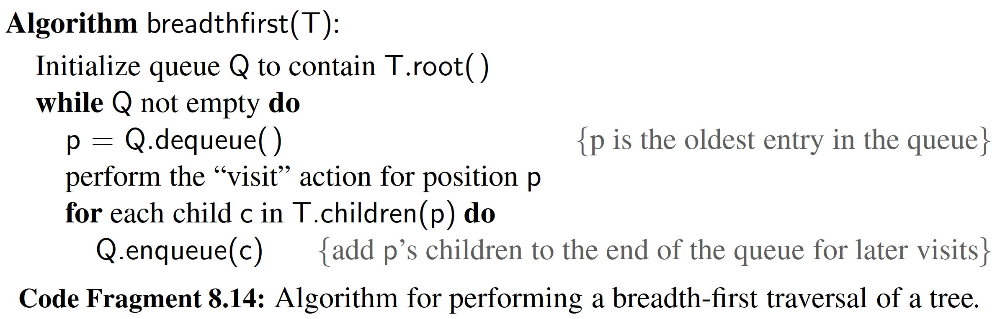 Algorithm breadthfirst(T):
Initialize queue Q to contain T.root( )
while Q not empty do
p = Q.dequeue( ) {p is the oldest entry in the queue}
perform the “visit” action for position p
for each child c in T.children(p) do
Q.enqueue(c) {add p’s children to the end of the queue for later visits}
Code Fragment 8.14: Algorithm for performing a breadth-first traversal of a tree.